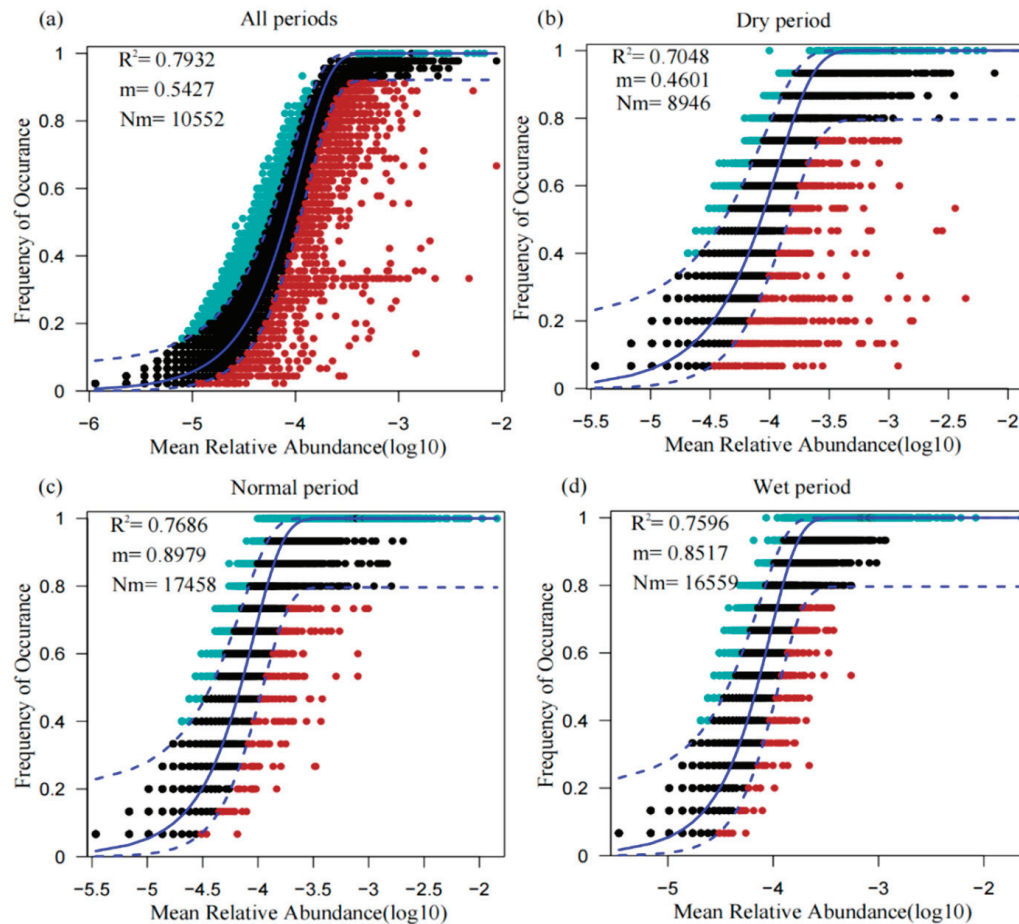 (a) All periods
R²= 0.7932
m= 0.5427
Nm= 10552
Frequency of Occurance
1
0.8
0.6
0.4
0.2
0
−6 −5 −4 −3 −2
Mean Relative Abundance(log10)
(b) Dry period
R²= 0.7048
m= 0.4601
Nm= 8946
Frequency of Occurance
1
0.8
0.6
0.4
0.2
0
−5.5 −5 −4.5 −4 −3.5 −3 −2.5 −2
Mean Relative Abundance(log10)
(c) Normal period
R²= 0.7686
m= 0.8979
Nm= 17458
Frequency of Occurance
1
0.8
0.6
0.4
0.2
0
−5.5 −5 −4.5 −4 −3.5 −3 −2.5 −2
Mean Relative Abundance(log10)
(d) Wet period
R²= 0.7596
m= 0.8517
Nm= 16559
Frequency of Occurance
1
0.8
0.6
0.4
0.2
0
−5 −4 −3 −2
Mean Relative Abundance(log10)